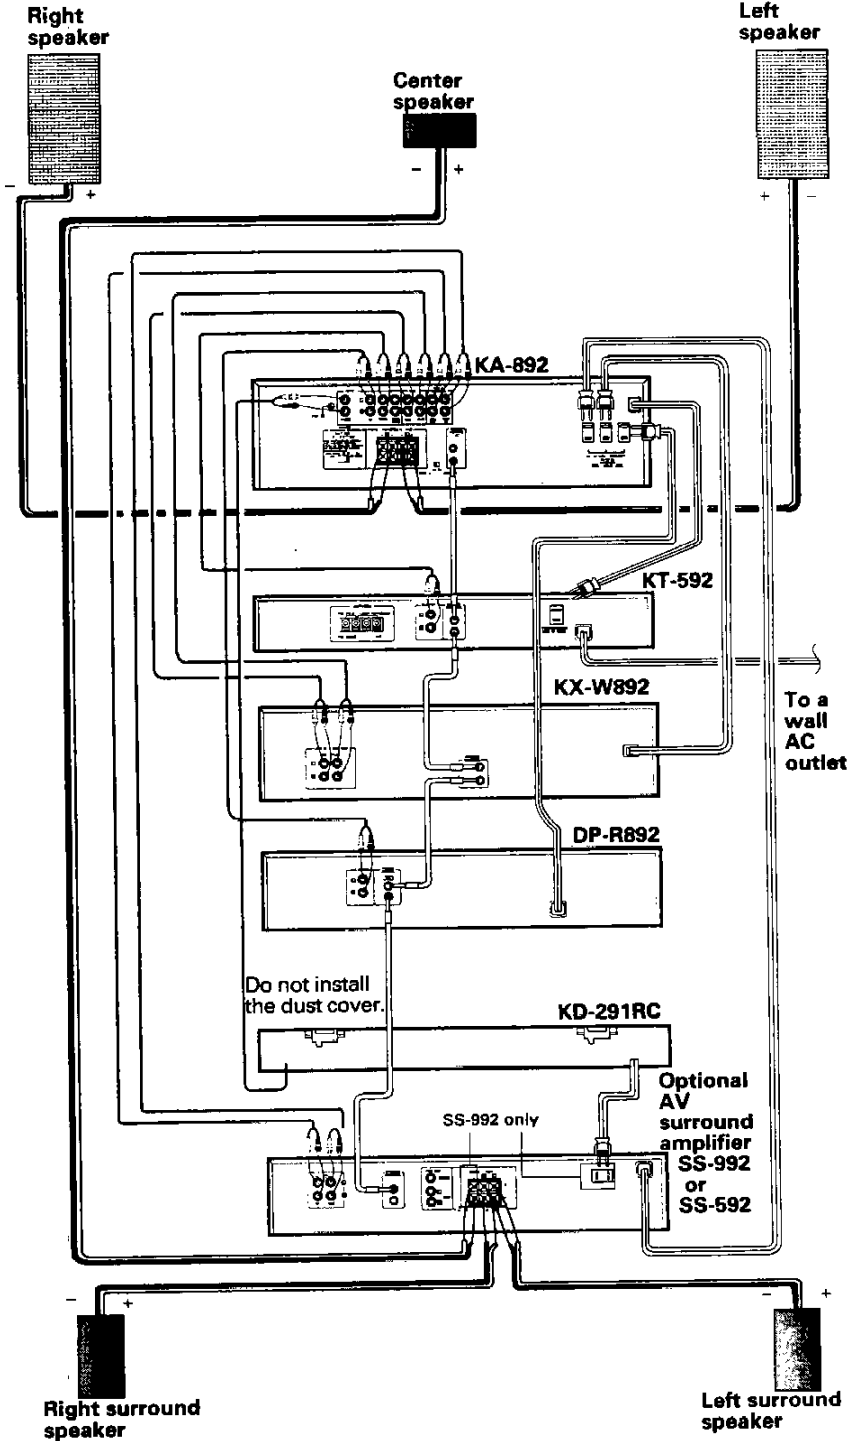 Right
speaker
Left
speaker
Center
speaker
- +
- +
+ -
KA-892
KT-592
KX-W892
To a
wall
AC
outlet
DP-R892
Do not install
the dust cover.
KD-291RC
Optional
AV
surround
amplifier
SS-992
or
SS-592
SS-992 only
- +
- +
Right surround
speaker
Left surround
speaker